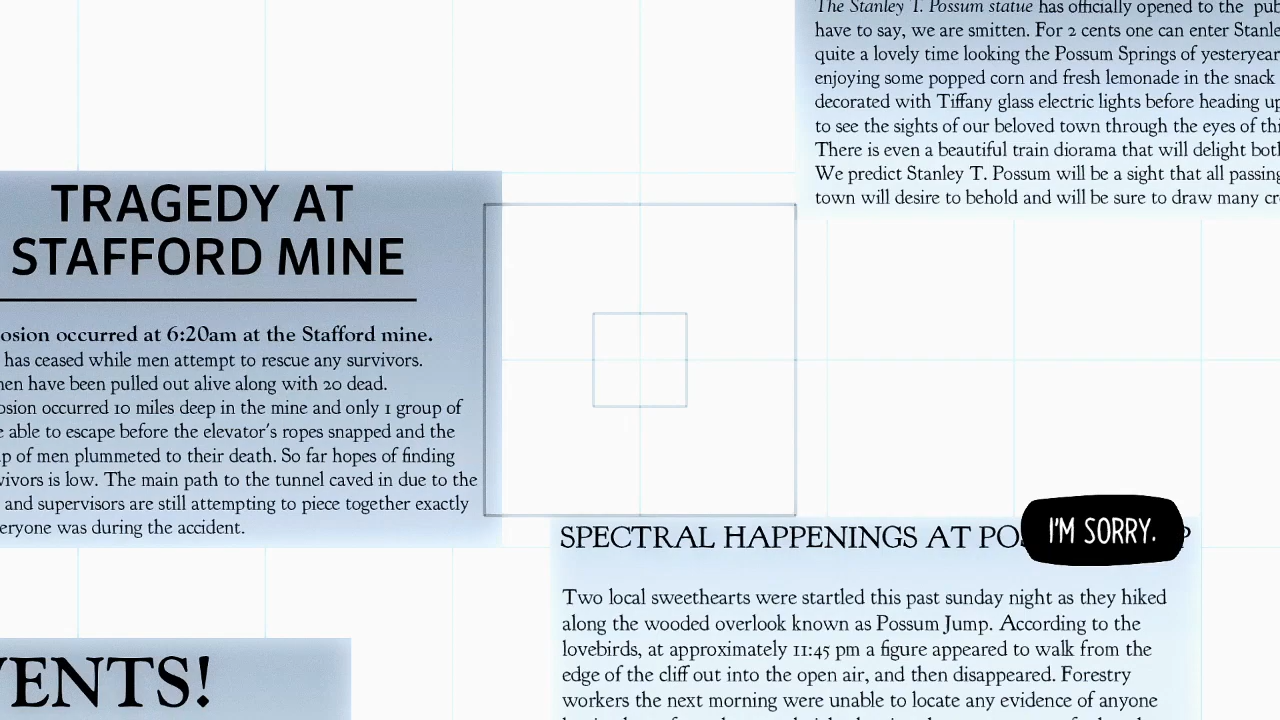 The Stanley T. Possum statue has officially opened to the
have to say, we are smitten. For 2 cents one can enter
quite a lovely time looking the Possum Springs of yesteryear
enjoying some popped corn and fresh lemonade in the snack
decorated with Tiffany glass electric lights before heading
to see the sights of our beloved town through the eyes of
There is even a beautiful train diorama that will delight
We predict Stanley T. Possum will be a sight that all passing
town will desire to behold and will be sure to draw many
TRAGEDY AT
STAFFORD MINE
occurred at 6:20am at the Stafford mine.
has ceased while men attempt to rescue any survivors.
have been pulled out alive along with 20 dead.
occurred 10 miles deep in the mine and only 1 group of
able to escape before the elevator's ropes snapped and the
of men plummeted to their death. So far hopes of finding
is low. The main path to the tunnel caved in due to the
and supervisors are still attempting to piece together exactly
was during the accident.
SPECTRAL HAPPENINGS AT
I'M SORRY.
Two local sweethearts were startled this past sunday night as they hiked
along the wooded overlook known as Possum Jump. According to the
lovebirds, at approximately 11:45 pm a figure appeared to walk from the
edge of the cliff out into the open air, and then disappeared. Forestry
workers the next morning were unable to locate any evidence of anyone
VENTS!